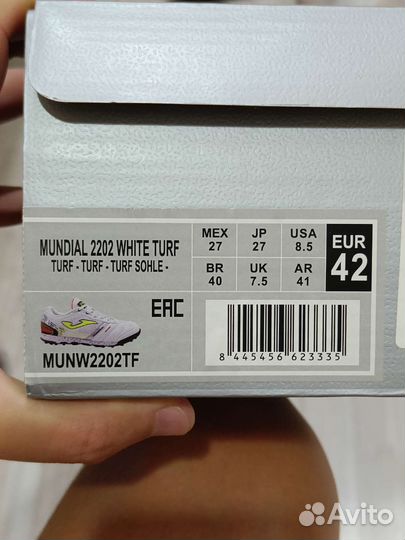 MUNDIAL 2202 WHITE TURF
TURF - TURF - TURF SOHLE -
MEX 27
JP 27
USA 8.5
BR 40
UK 7.5
AR 41
EUR 42
EAC
MUNW2202TF
8 445456 623335
Avito